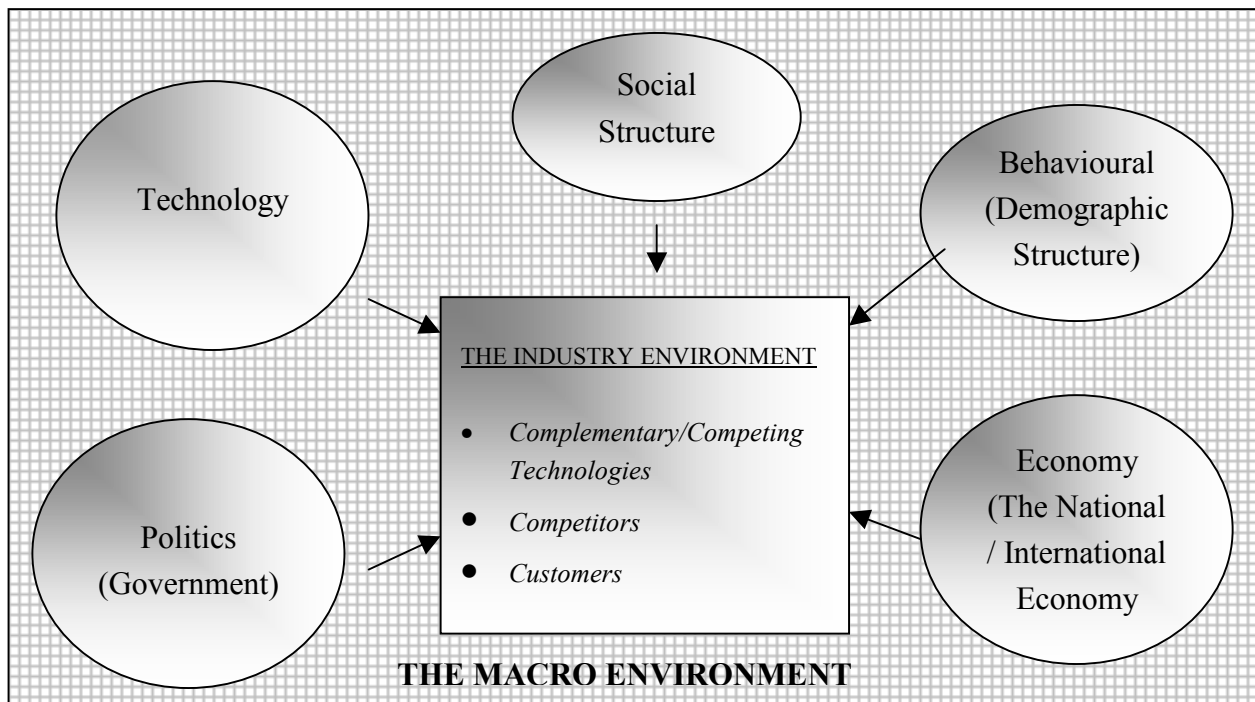 Social
Structure
Technology
Behavioural
(Demographic
Structure)
THE INDUSTRY ENVIRONMENT
• Complementary/Competing
Technologies
• Competitors
• Customers
Politics
(Government)
Economy
(The National
/ International
Economy
THE MACRO ENVIRONMENT